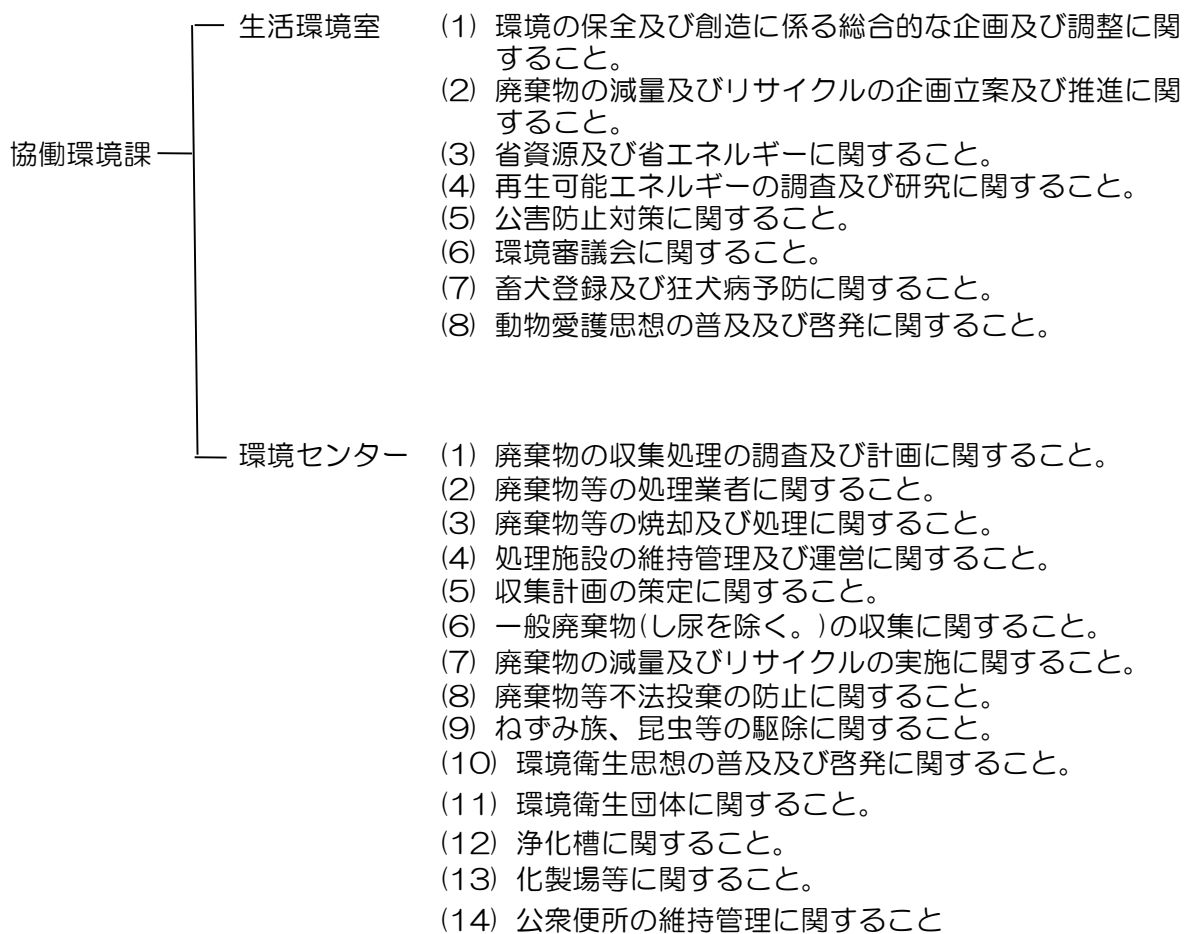 生活環境室 (1) 環境の保全及び創造に係る総合的な企画及び調整に関
すること。
(2) 廃棄物の減量及びリサイクルの企画立案及び推進に関
すること。
協働環境課 (3) 省資源及び省エネルギーに関すること。
(4) 再生可能エネルギーの調査及び研究に関すること。
(5) 公害防止対策に関すること。
(6) 環境審議会に関すること。
(7) 畜犬登録及び狂犬病予防に関すること。
(8) 動物愛護思想の普及及び啓発に関すること。
環境センター (1) 廃棄物の収集処理の調査及び計画に関すること。
(2) 廃棄物等の処理業者に関すること。
(3) 廃棄物等の焼却及び処理に関すること。
(4) 処理施設の維持管理及び運営に関すること。
(5) 収集計画の策定に関すること。
(6) 一般廃棄物(し尿を除く。)の収集に関すること。
(7) 廃棄物の減量及びリサイクルの実施に関すること。
(8) 廃棄物等不法投棄の防止に関すること。
(9) ねずみ族、昆虫等の駆除に関すること。
(10) 環境衛生思想の普及及び啓発に関すること。
(11) 環境衛生団体に関すること。
(12) 浄化槽に関すること。
(13) 化製場等に関すること。
(14) 公衆便所の維持管理に関すること